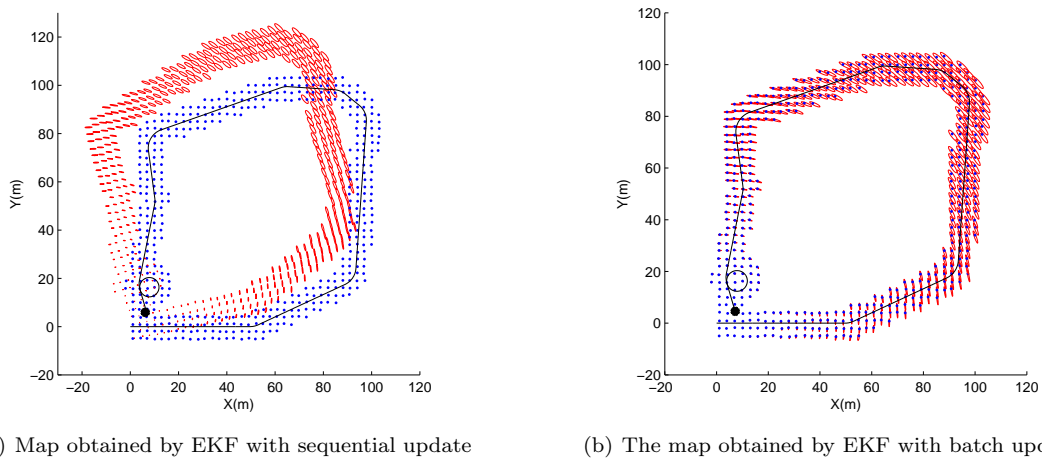 120
100
80
60
40
20
0
−20
Y(m)
−20 0 20 40 60 80 100 120
X(m)
) Map obtained by EKF with sequential update
120
100
80
60
40
20
0
−20
Y(m)
−20 0 20 40 60 80 100 120
X(m)
(b) The map obtained by EKF with batch upd